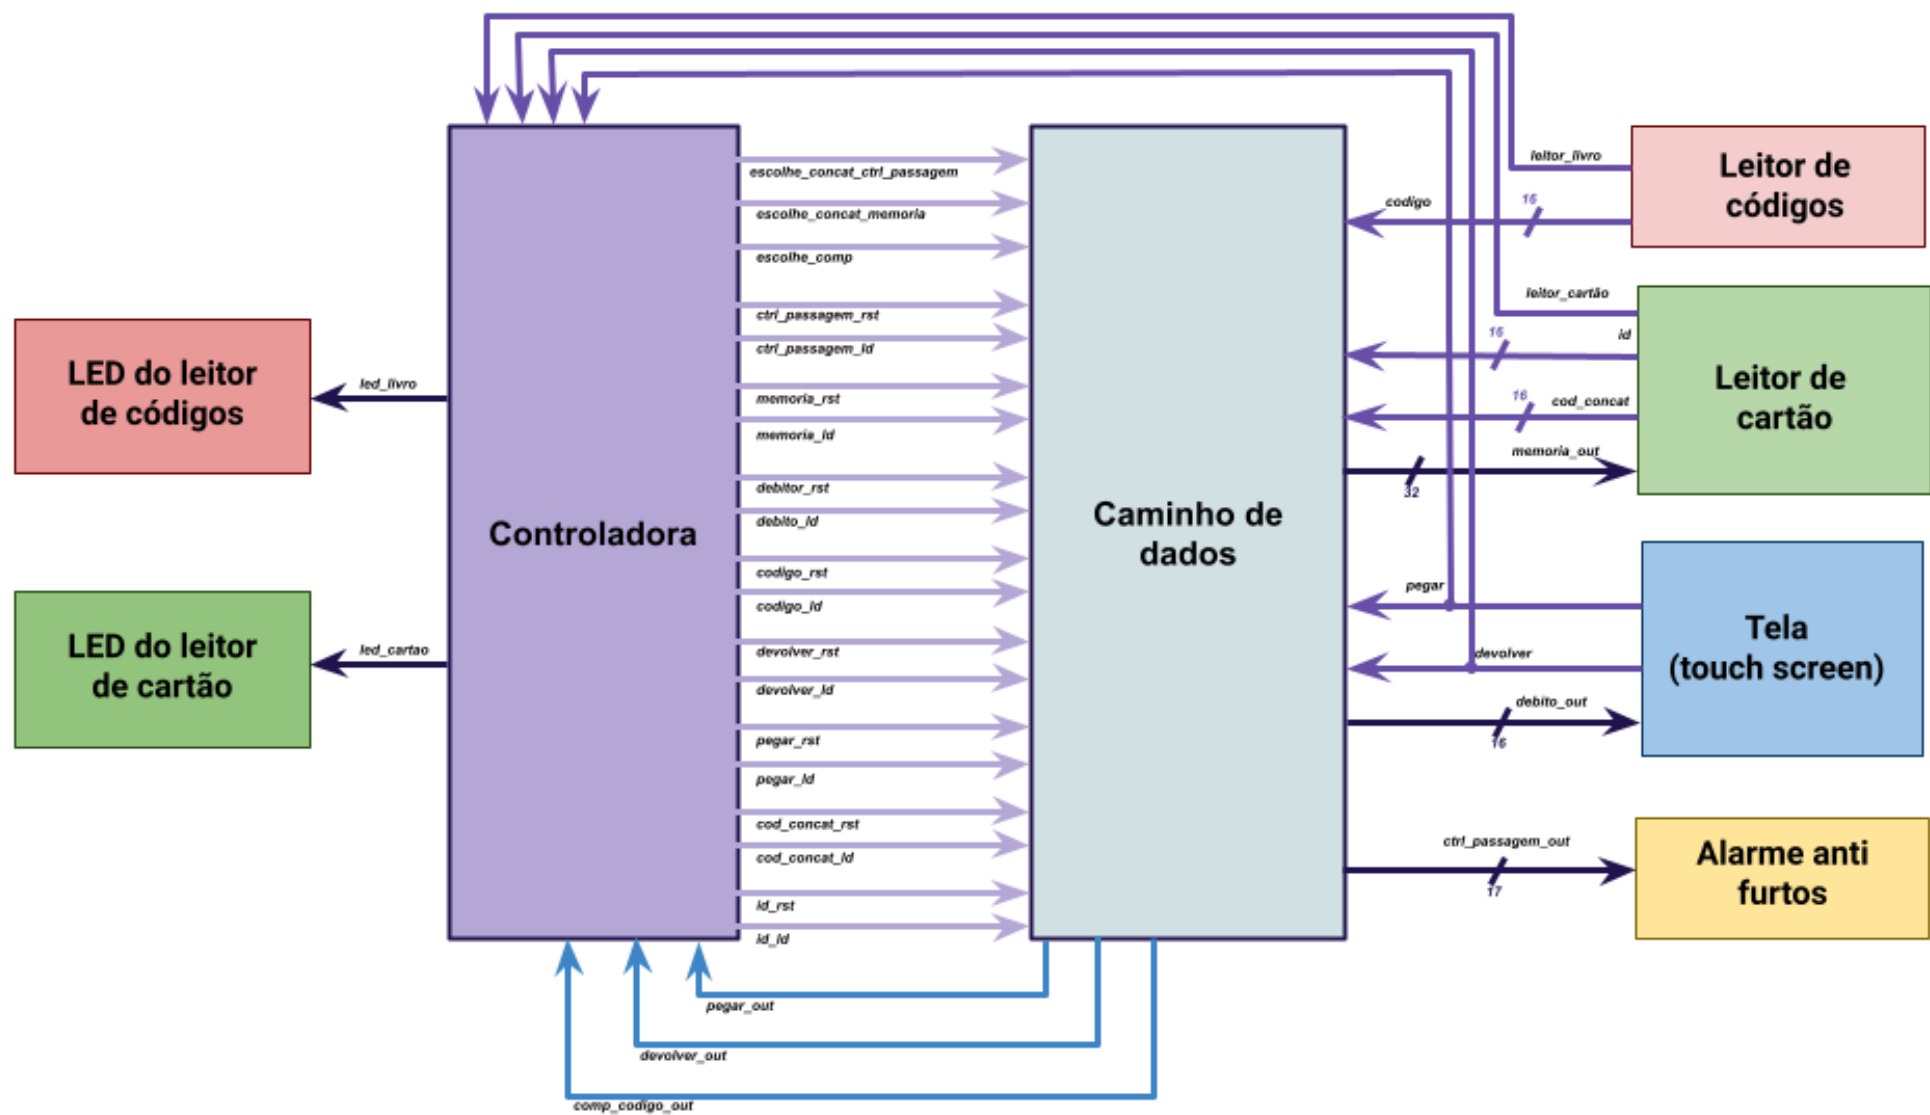 leitor_livro
Leitor de
códigos
codigo
16
leitor_cartão
16
id
Leitor de
cartão
16
cod_concat
memoria_out
32
escolhe_concat_ctrl_passagem
escolhe_concat_memoria
escolhe_comp
ctrl_passagem_rst
ctrl_passagem_ld
memoria_rst
memoria_ld
debitor_rst
debito_ld
codigo_rst
codigo_ld
devolver_rst
devolver_ld
pegar_rst
pegar_ld
cod_concat_rst
cod_concat_ld
id_rst
id_ld
LED do leitor
de códigos
led_livro
LED do leitor
de cartão
led_cartao
Controladora
Caminho de
dados
pegar
devolver
Tela
(touch screen)
debito_out
16
ctrl_passagem_out
17
Alarme anti
furtos
pegar_out
devolver_out
comp_codigo_out